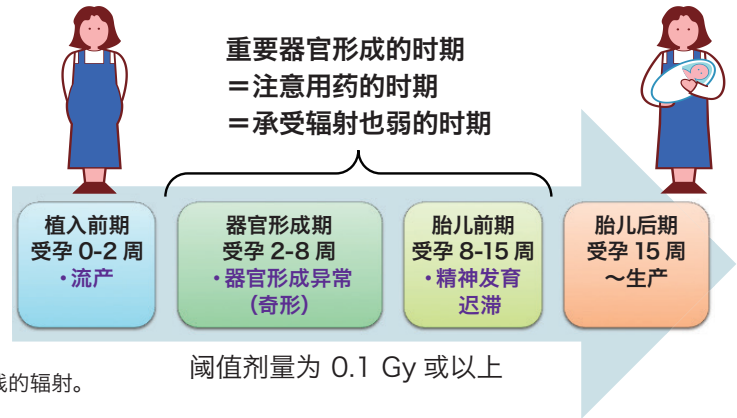 重要器官形成的时期
＝注意用药的时期
＝承受辐射也弱的时期
植入前期
受孕 0-2 周
・流产
器官形成期
受孕 2-8 周
・器官形成异常
（奇形）
胎儿前期
受孕 8-15 周
・精神发育
迟滞
胎儿后期
受孕 15 周
～生产
阈值剂量为 0.1 Gy 或以上
的辐射。